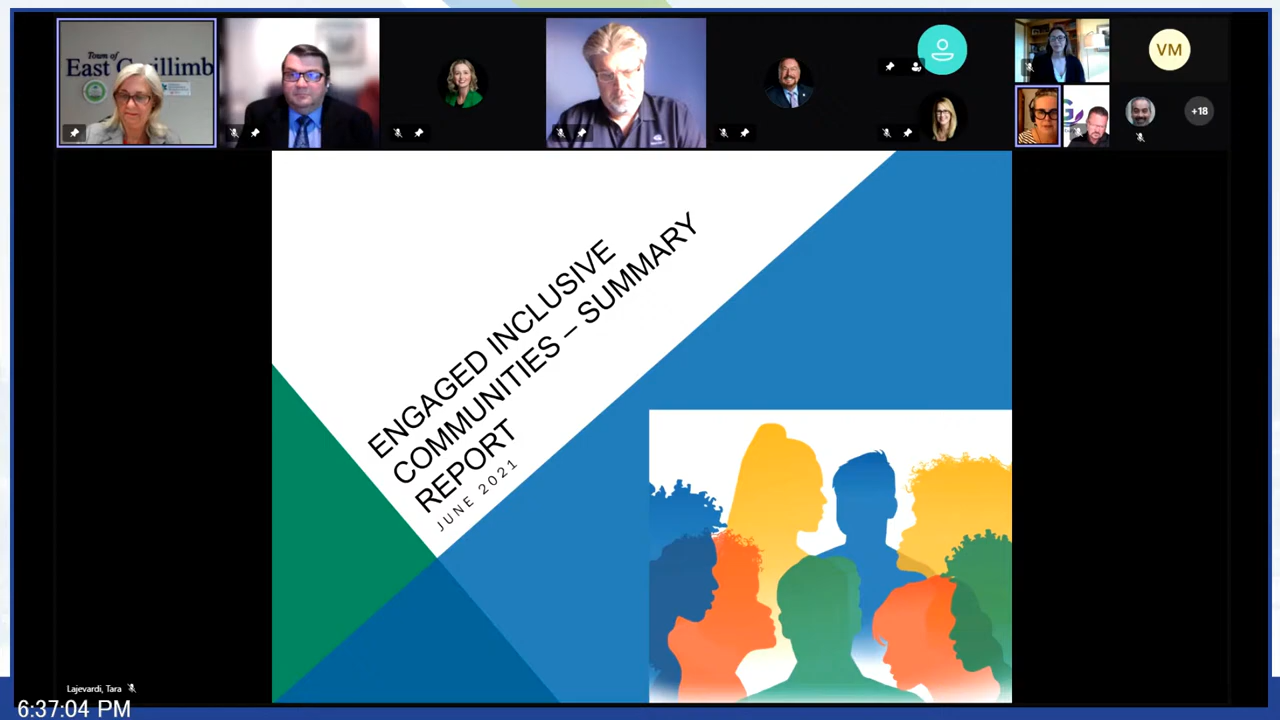 Town of
East Gwillimb
VM
+18
ENGAGED INCLUSIVE
COMMUNITIES – SUMMARY
REPORT
JUNE 2021
Lajevardi, Tara
6:37:04 PM